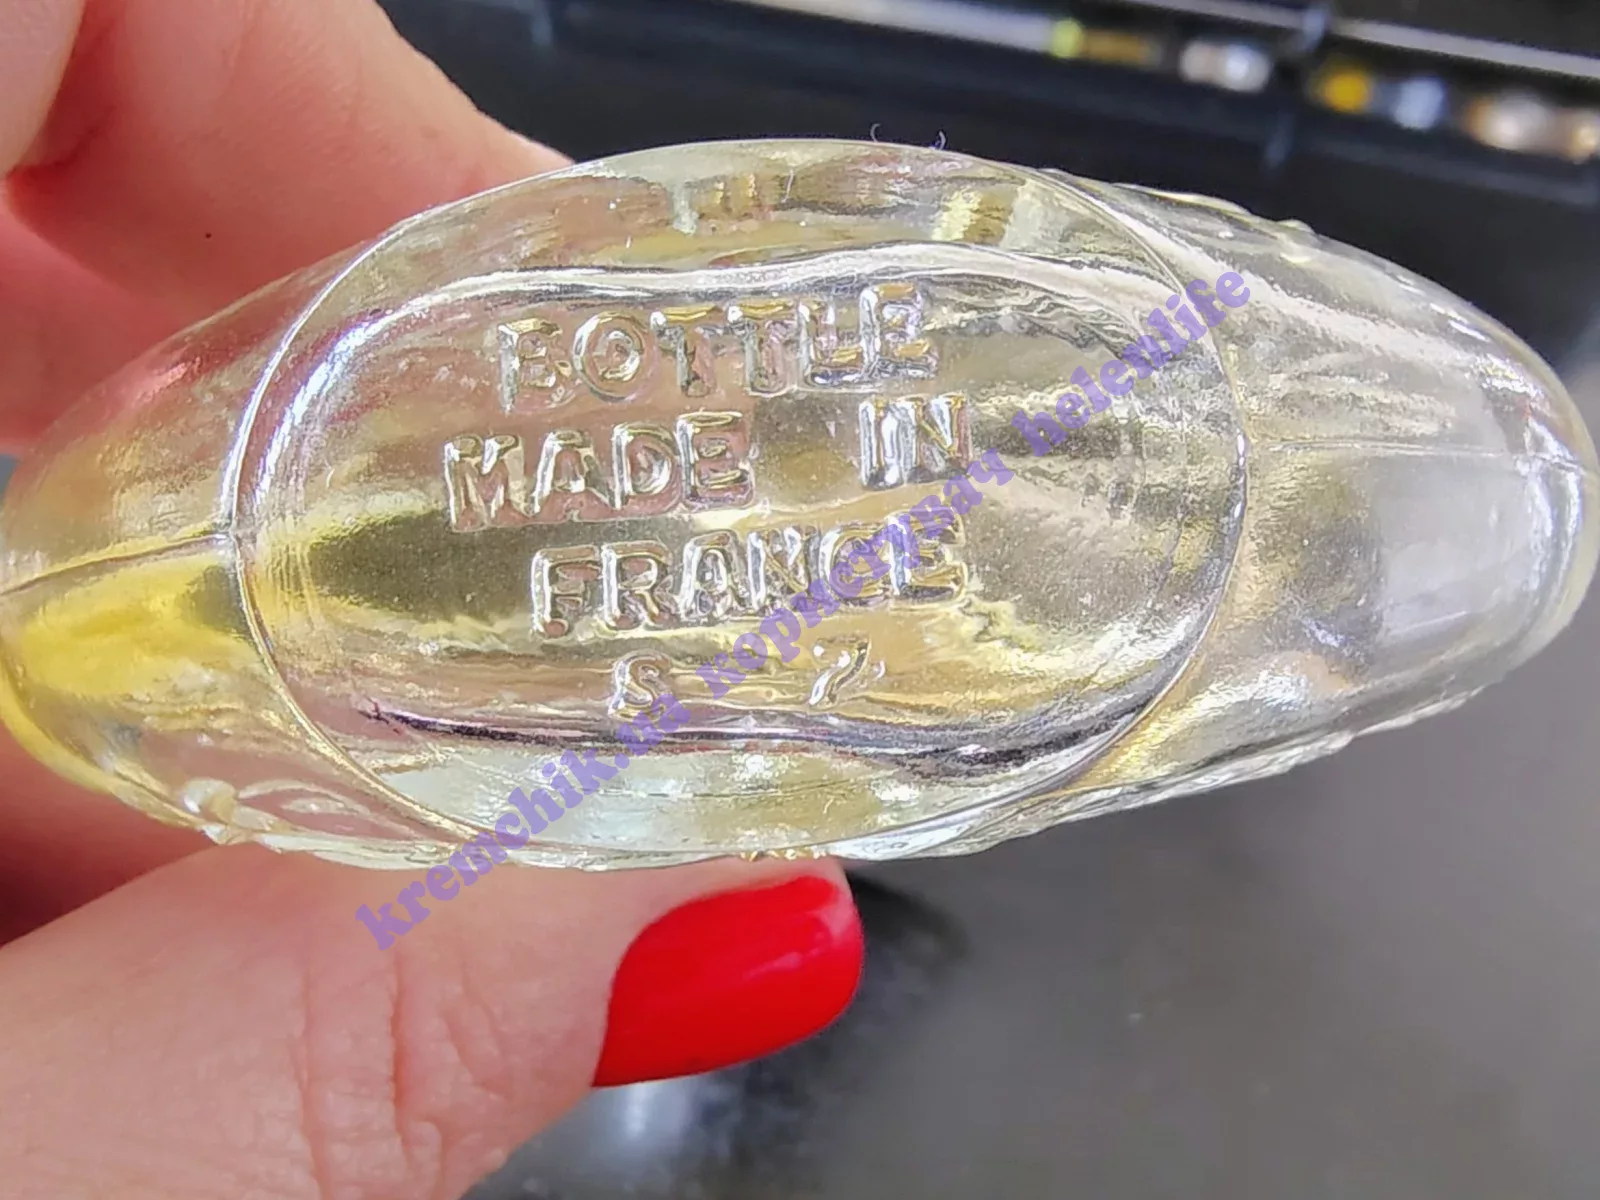 BOTTLE
MADE IN
FRANCE
S 7
kremchik.ua користувач helenlife